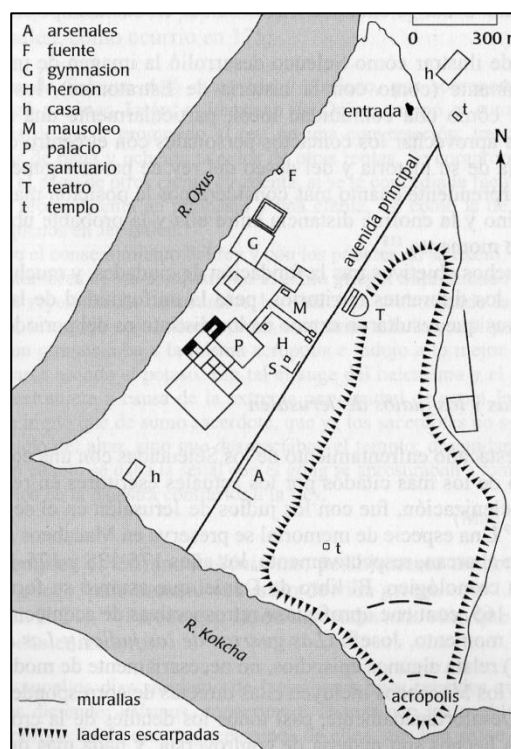 A arsenales
F fuente
G gymnasion
H heroon
h casa
M mausoleo
P palacio
S santuario
T teatro
t templo
0 300 m
h
t
entrada
N
R. Oxus
F
avenida principal
G
M
T
P
H
S
A
h
t
R. Kokcha
acrópolis
murallas
laderas escarpadas